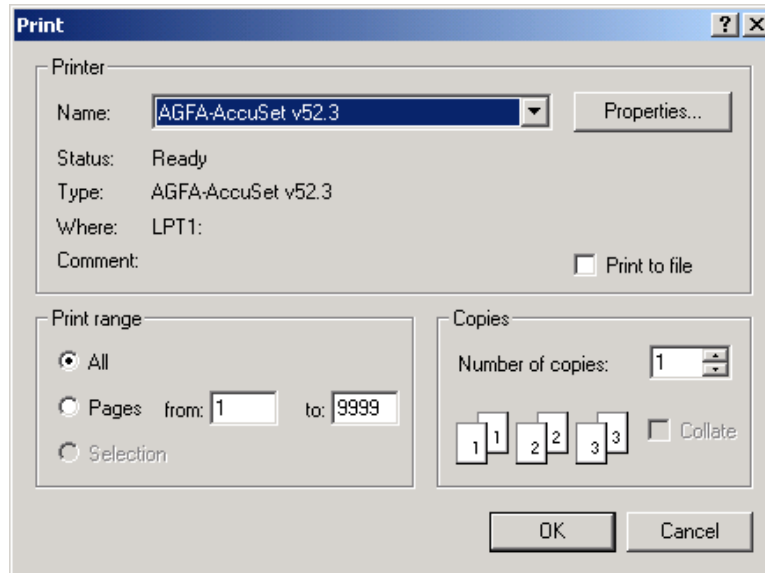 Print
Printer
Name: AGFA-AccuSet v52.3 Properties...
Status: Ready
Type: AGFA-AccuSet v52.3
Where: LPT1:
Comment:
Print to file
Print range
All
Pages from: 1 to: 9999
Selection
Copies
Number of copies: 1
1 1 2 2 3 3
Collate
OK Cancel